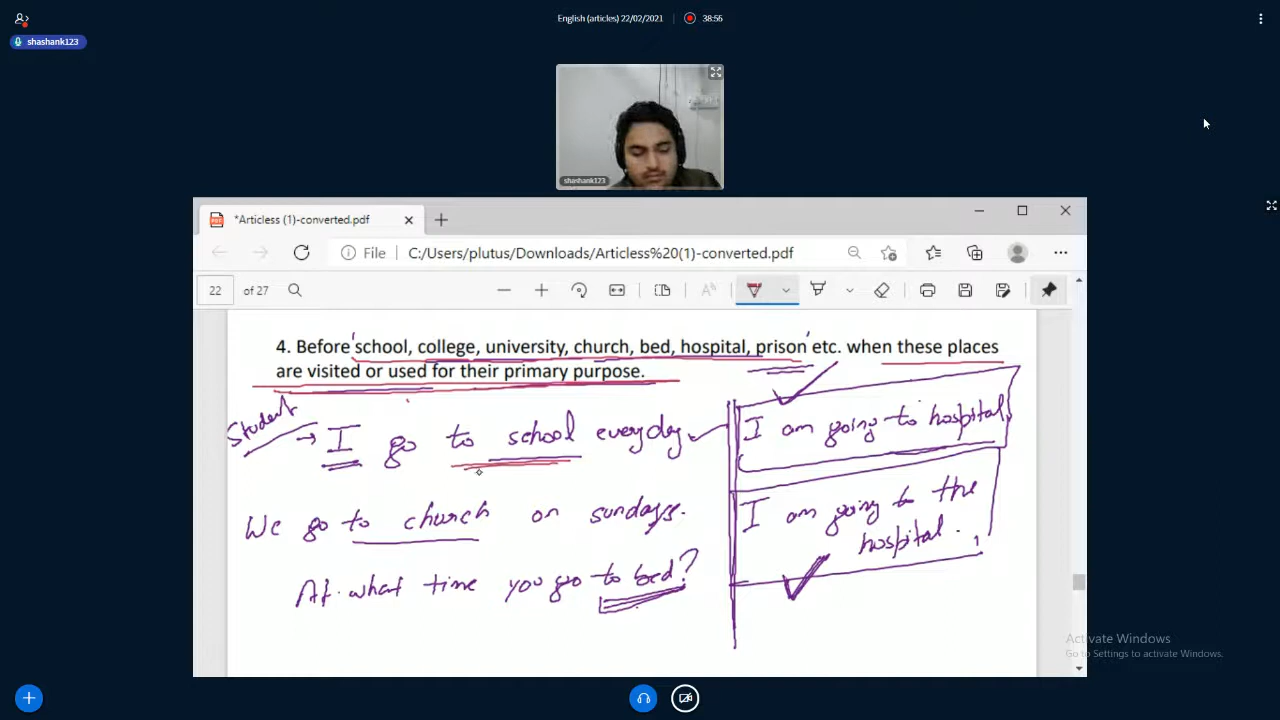 English (articles) 22/02/2021 38:56
shashank123
shashank123
*Articless (1)-converted.pdf
File C:/Users/plutus/Downloads/Articless%20(1)-converted.pdf
22 of 27
4. Before 'school, college, university, church, bed, hospital, prison' etc. when these places
are visited or used for their primary purpose.
Student
I go to school everyday
We go to church on sundays.
At what time you go to bed?
I am going to hospital
I am going to the
hospital.
Activate Windows
Go to Settings to activate Windows.